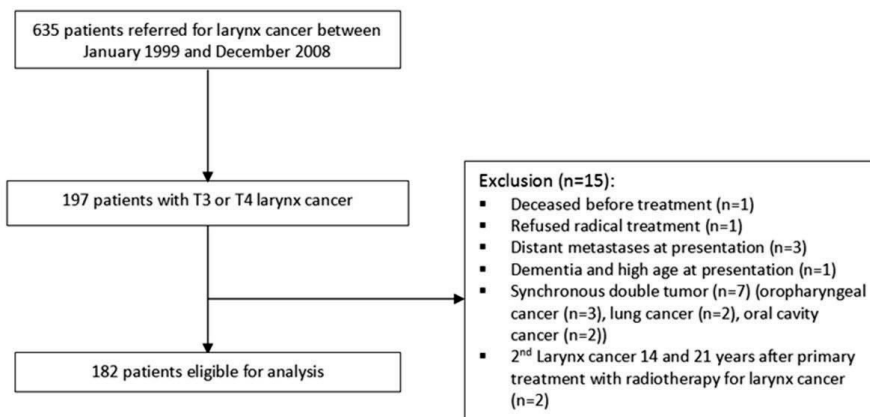 635 patients referred for larynx cancer between
January 1999 and December 2008
197 patients with T3 or T4 larynx cancer
Exclusion (n=15):
▪ Deceased before treatment (n=1)
▪ Refused radical treatment (n=1)
▪ Distant metastases at presentation (n=3)
▪ Dementia and high age at presentation (n=1)
▪ Synchronous double tumor (n=7) (oropharyngeal
cancer (n=3), lung cancer (n=2), oral cavity
cancer (n=2))
▪ 2nd Larynx cancer 14 and 21 years after primary
treatment with radiotherapy for larynx cancer
(n=2)
182 patients eligible for analysis